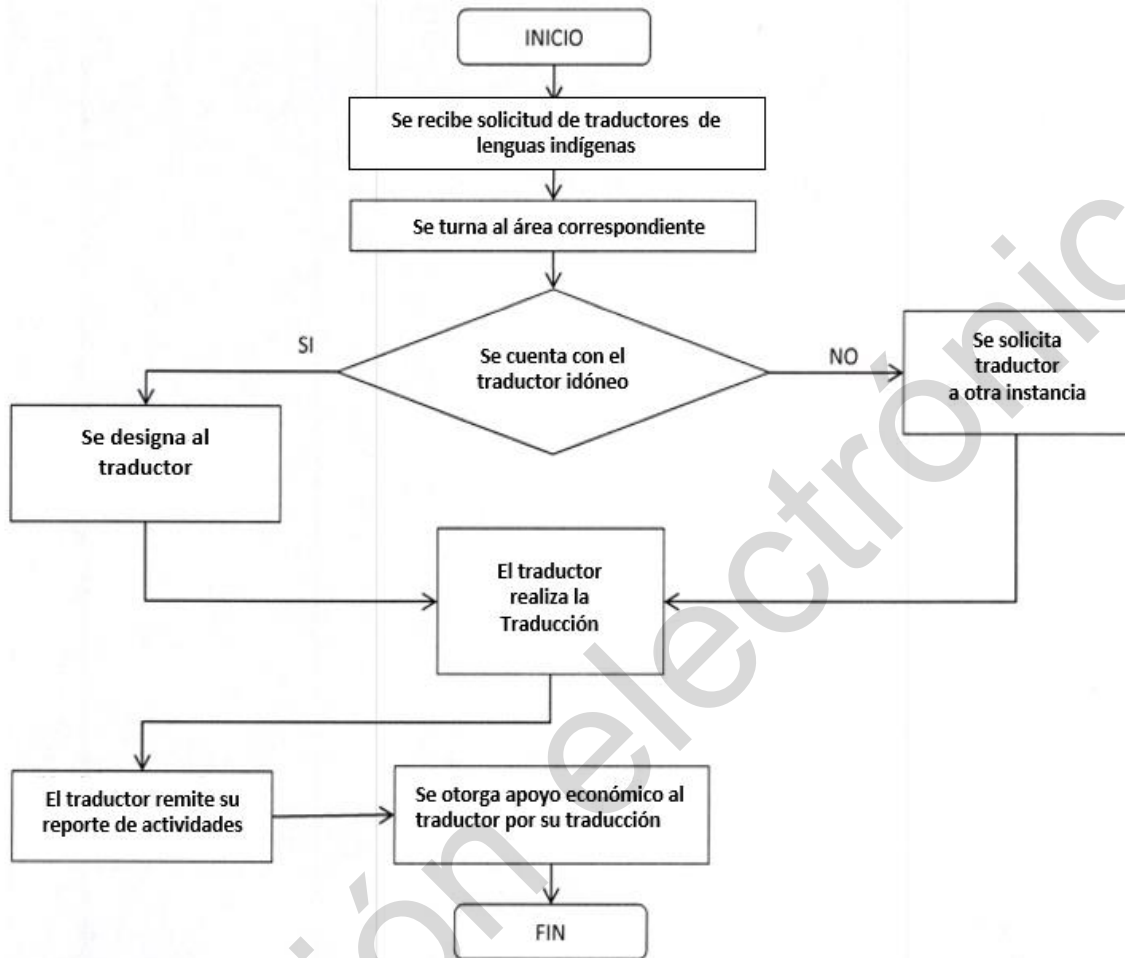 INICIO
Se recibe solicitud de traductores de
lenguas indígenas
Se turna al área correspondiente
Se cuenta con el
traductor idóneo
SI
NO
Se solicita
traductor
a otra instancia
Se designa al
traductor
El traductor
realiza la
Traducción
El traductor remite su
reporte de actividades
Se otorga apoyo económico al
traductor por su traducción
FIN
ión electrónic